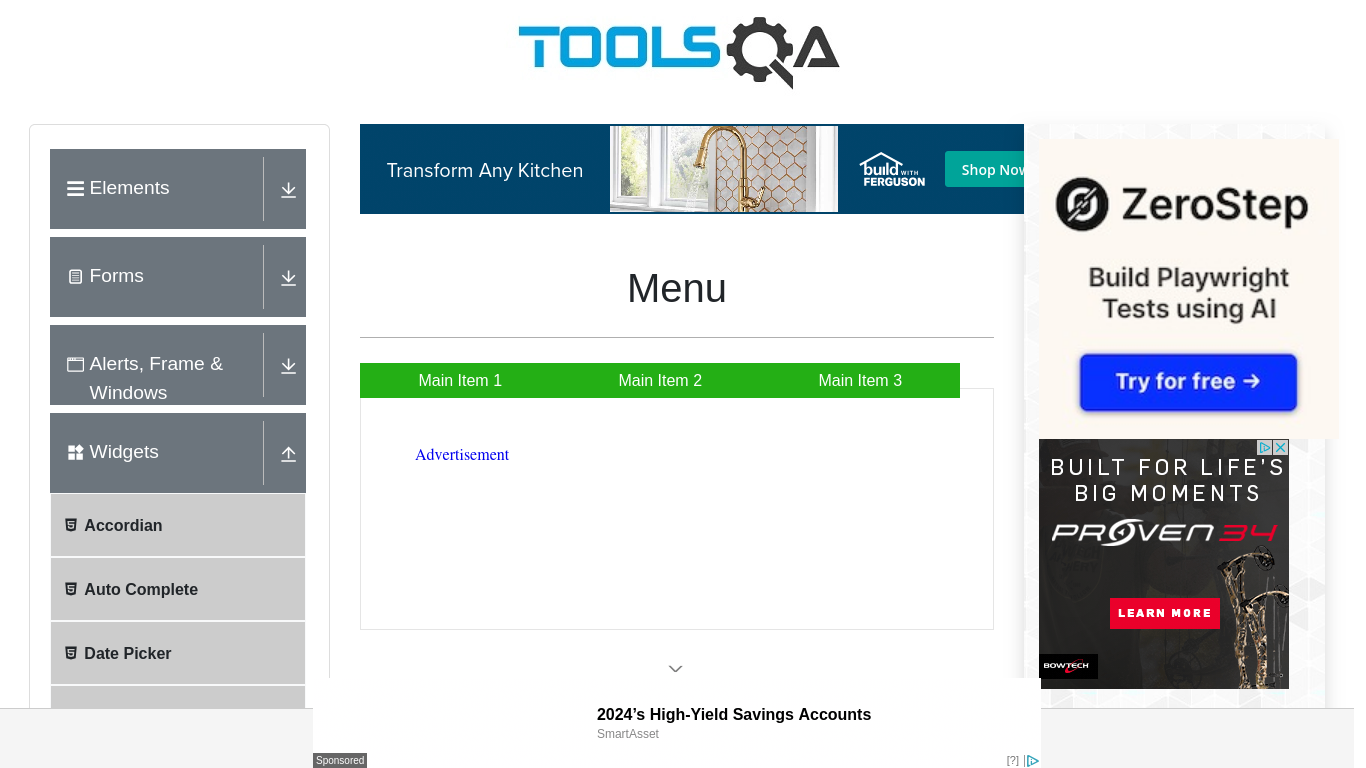 TOOLSQA
Elements
Forms
Alerts, Frame &
Windows
Widgets
Accordian
Auto Complete
Date Picker
Transform Any Kitchen
build WITH
FERGUSON
Shop Now
Menu
Main Item 1
Main Item 2
Main Item 3
Advertisement
ZeroStep
Build Playwright
Tests using AI
Try for free →
BUILT FOR LIFE'S
BIG MOMENTS
PROVEN 34
LEARN MORE
BOWTECH
2024’s High-Yield Savings Accounts
SmartAsset
Sponsored
[?]